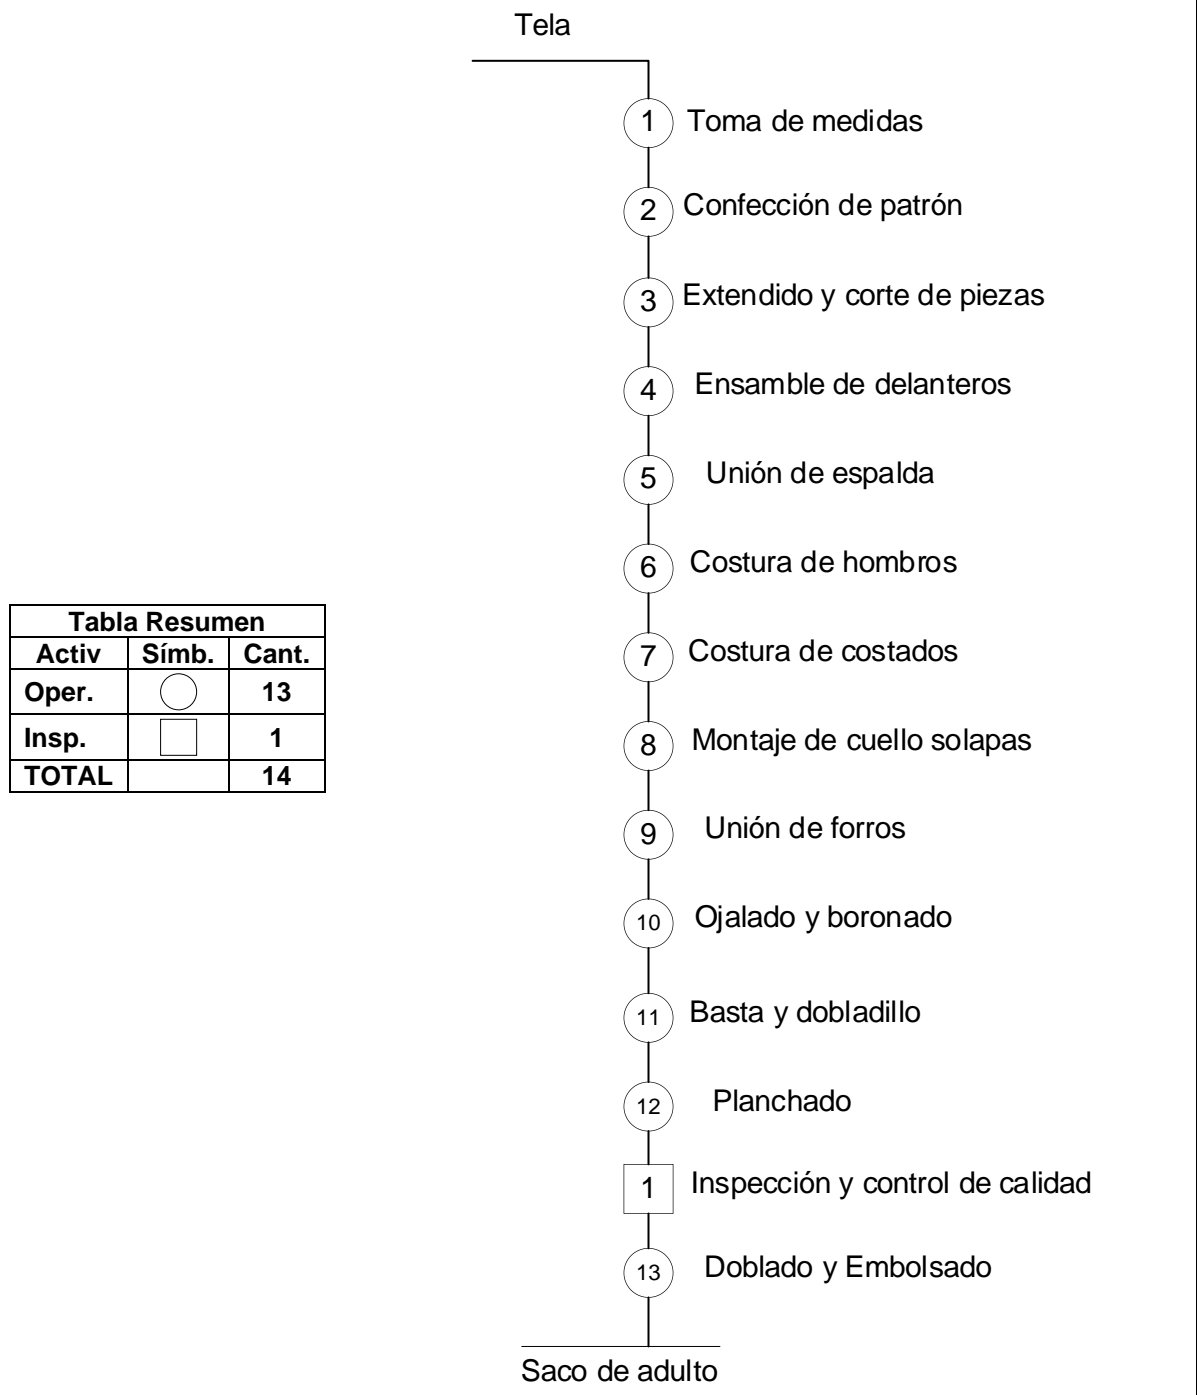 Tela
1 Toma de medidas
2 Confección de patrón
3 Extendido y corte de piezas
4 Ensamble de delanteros
5 Unión de espalda
6 Costura de hombros
7 Costura de costados
8 Montaje de cuello solapas
9 Unión de forros
10 Ojalado y boronado
11 Basta y dobladillo
12 Planchado
1 Inspección y control de calidad
13 Doblado y Embolsado
Saco de adulto
Tabla Resumen
Activ Símb. Cant.
Oper. 13
Insp. 1
TOTAL 14